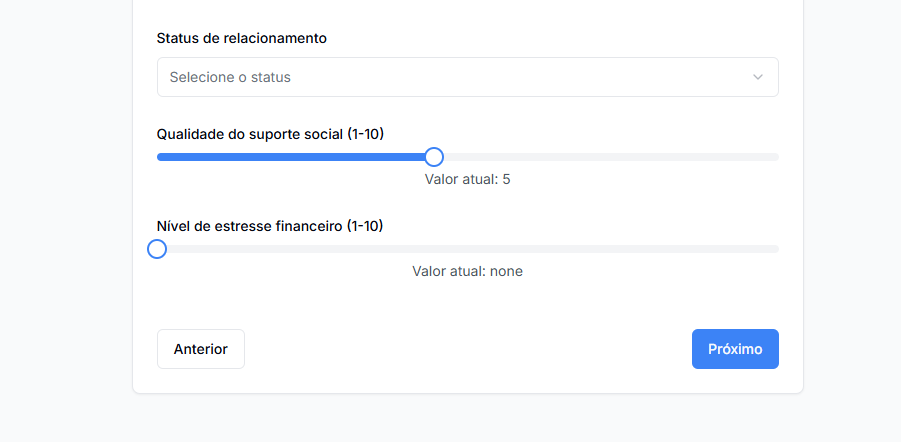 Status de relacionamento
Selecione o status
Qualidade do suporte social (1-10)
Valor atual: 5
Nível de estresse financeiro (1-10)
Valor atual: none
Anterior
Próximo